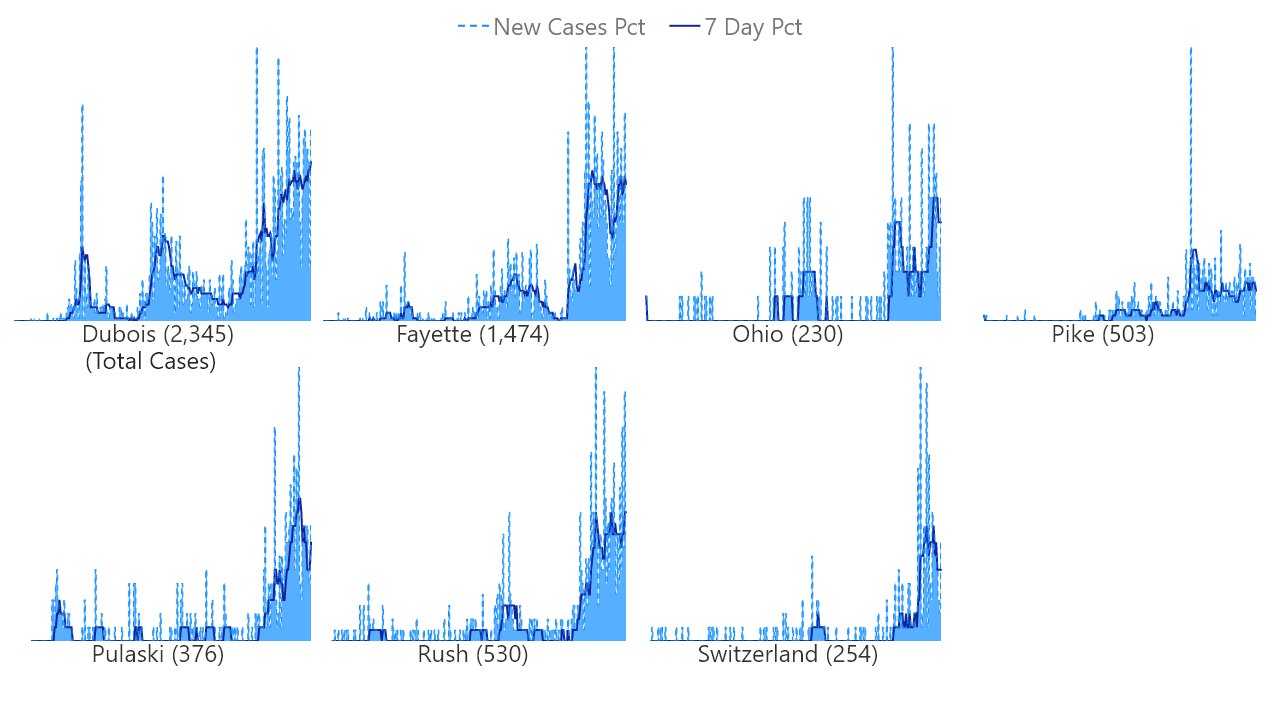 New Cases Pct 7 Day Pct
Dubois (2,345)
(Total Cases)
Fayette (1,474)
Ohio (230)
Pike (503)
Pulaski (376)
Rush (530)
Switzerland (254)